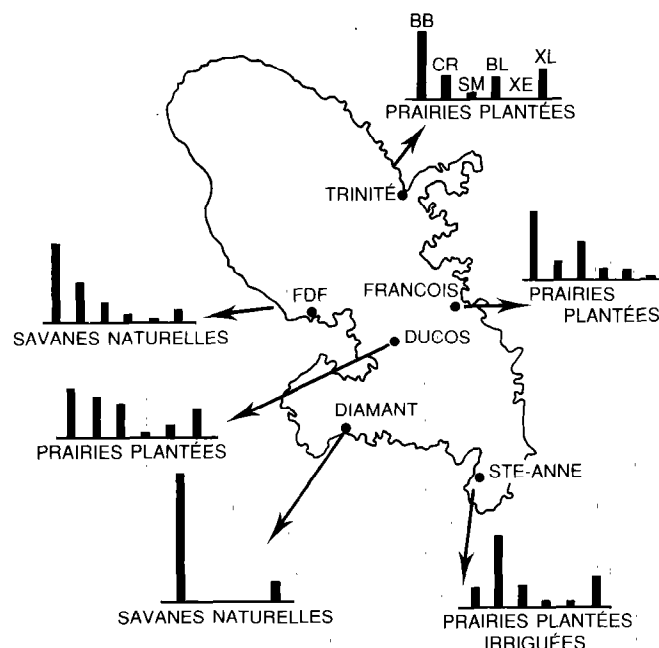 BB
CR SM BL XE XL
PRAIRIES PLANTÉES
TRINITÉ
FDF
FRANCOIS
PRAIRIES
PLANTÉES
SAVANES NATURELLES
DUCOS
DIAMANT
PRAIRIES PLANTÉES
STE-ANNE
SAVANES NATURELLES
PRAIRIES PLANTÉES
IRRIGUÉES